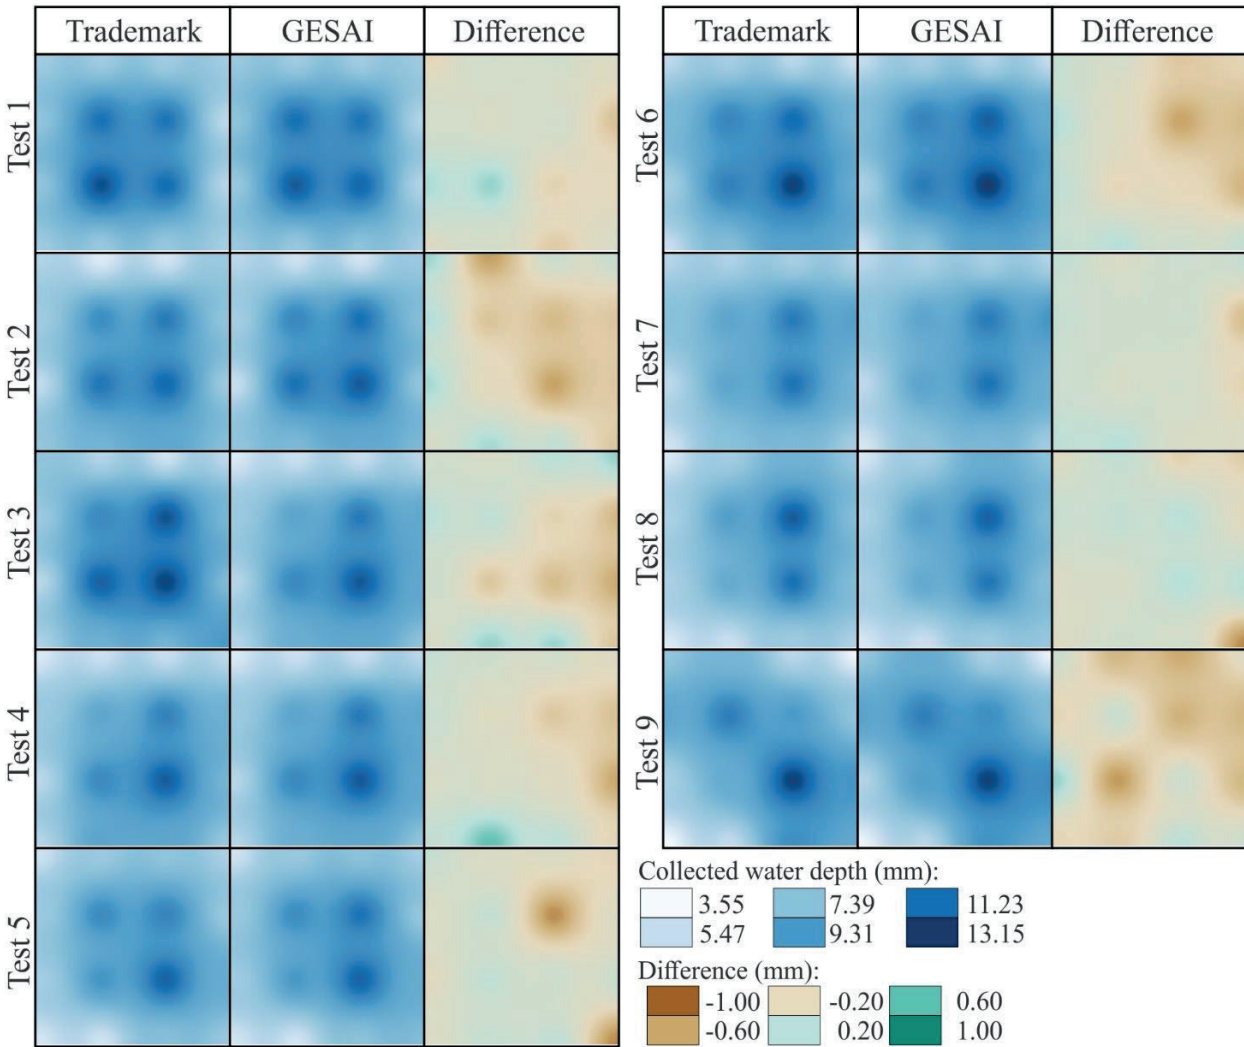 Trademark GESAI Difference
Test 1
Test 2
Test 3
Test 4
Test 5
Trademark GESAI Difference
Test 6
Test 7
Test 8
Test 9
Collected water depth (mm):
3.55 7.39 11.23
5.47 9.31 13.15
Difference (mm):
-1.00 -0.20 0.60
-0.60 0.20 1.00